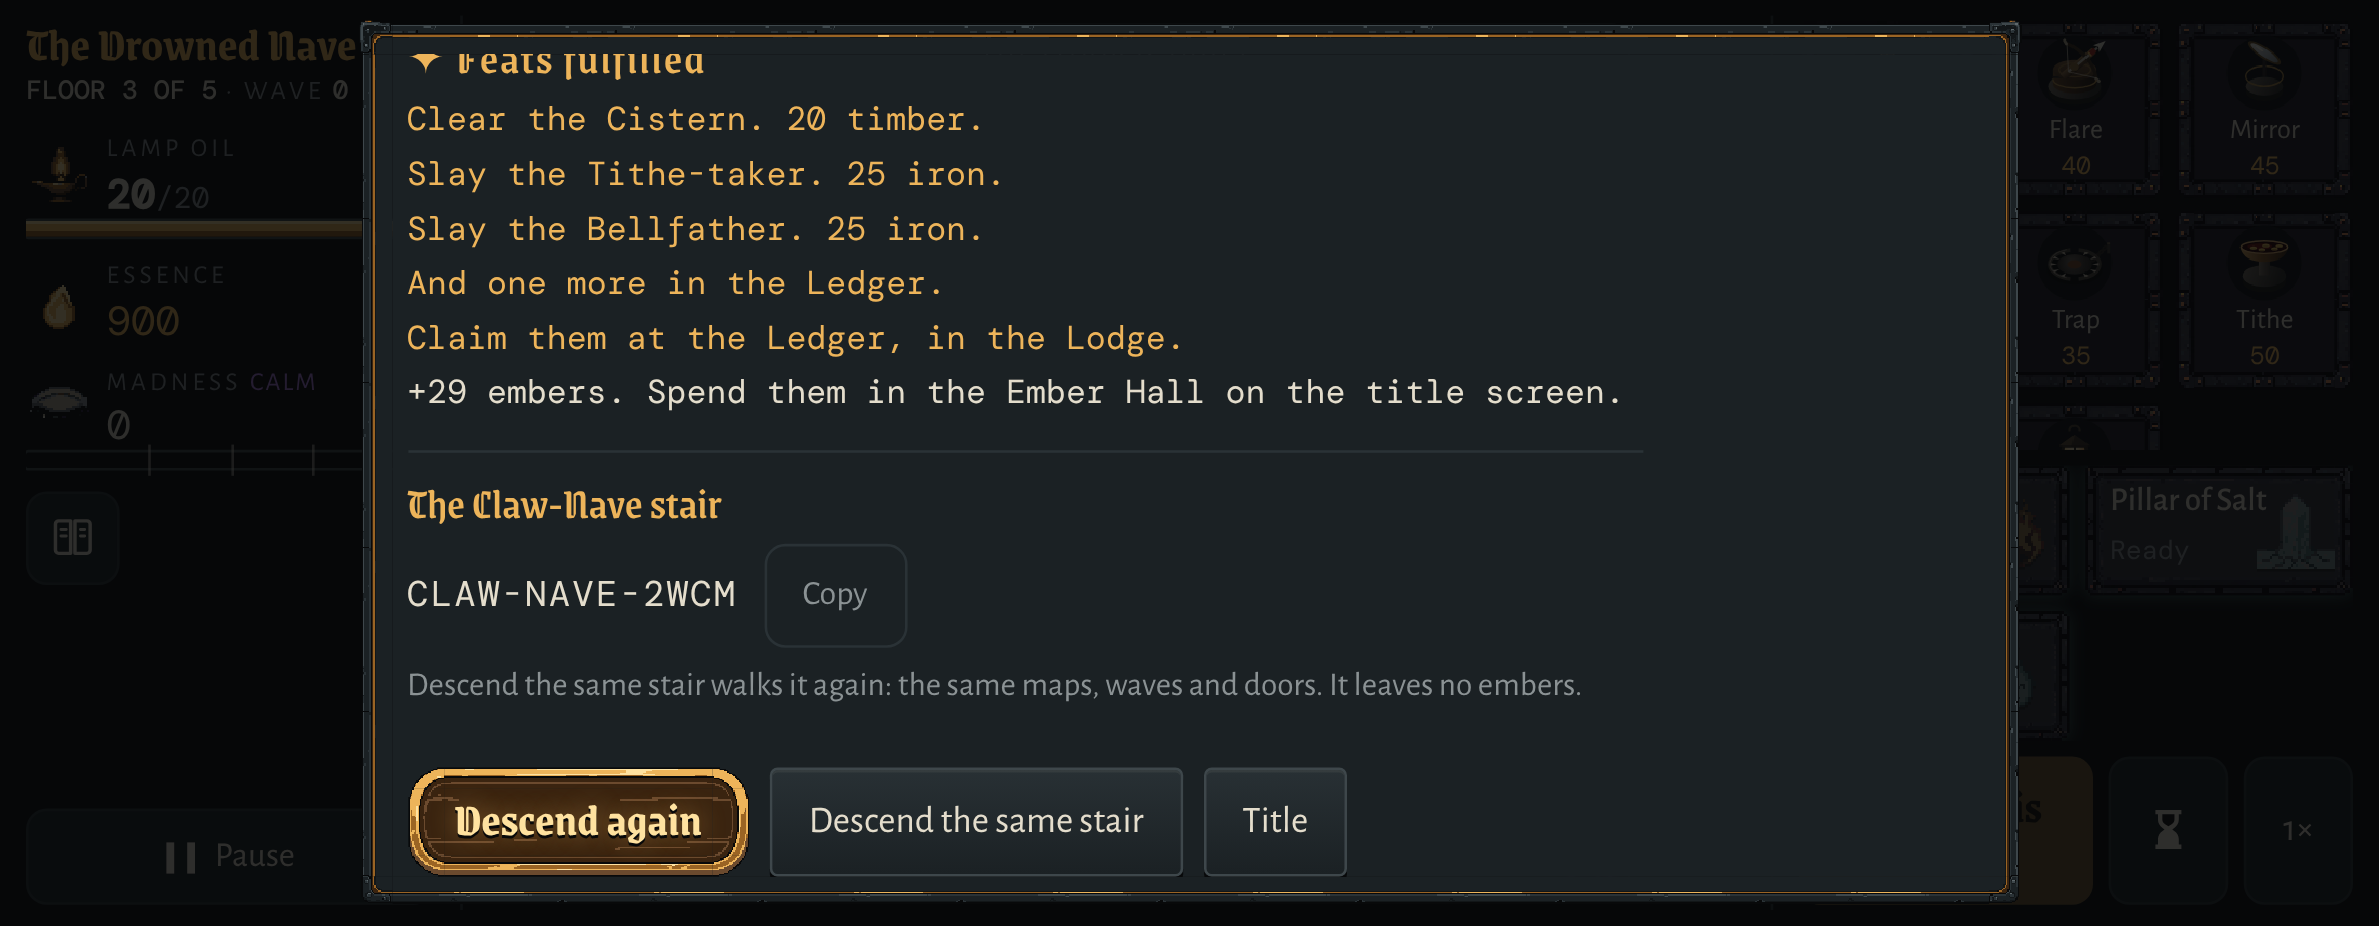 The Drowned Nave
FLOOR 3 OF 5 · WAVE 0
LAMP OIL
20/20
ESSENCE
900
MADNESS CALM
0
Pause
Feats fulfilled
Clear the Cistern. 20 timber.
Slay the Tithe-taker. 25 iron.
Slay the Bellfather. 25 iron.
And one more in the Ledger.
Claim them at the Ledger, in the Lodge.
+29 embers. Spend them in the Ember Hall on the title screen.
The Claw-Nave stair
CLAW-NAVE-2WCM
Copy
Descend the same stair walks it again: the same maps, waves and doors. It leaves no embers.
Descend again
Descend the same stair
Title
Flare
40
Mirror
45
Trap
35
Tithe
50
Pillar of Salt
Ready
1×